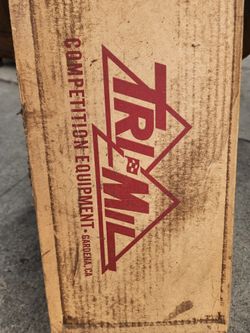 TRI-MIL
COMPETITION EQUIPMENT • GARDENA, CA